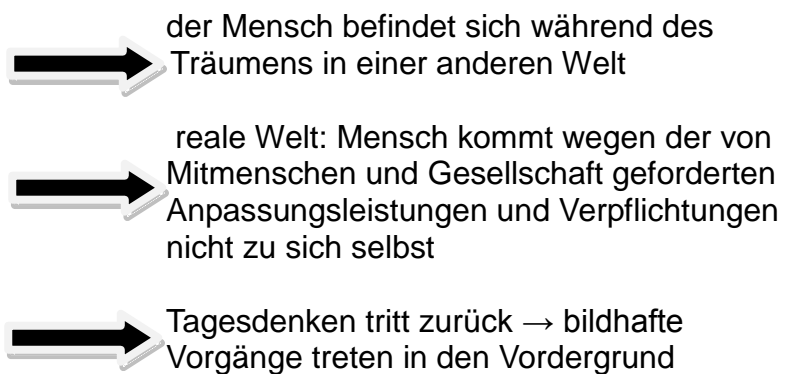 der Mensch befindet sich während des
Träumens in einer anderen Welt
reale Welt: Mensch kommt wegen der von
Mitmenschen und Gesellschaft geforderten
Anpassungsleistungen und Verpflichtungen
nicht zu sich selbst
Tagesdenken tritt zurück → bildhafte
Vorgänge treten in den Vordergrund